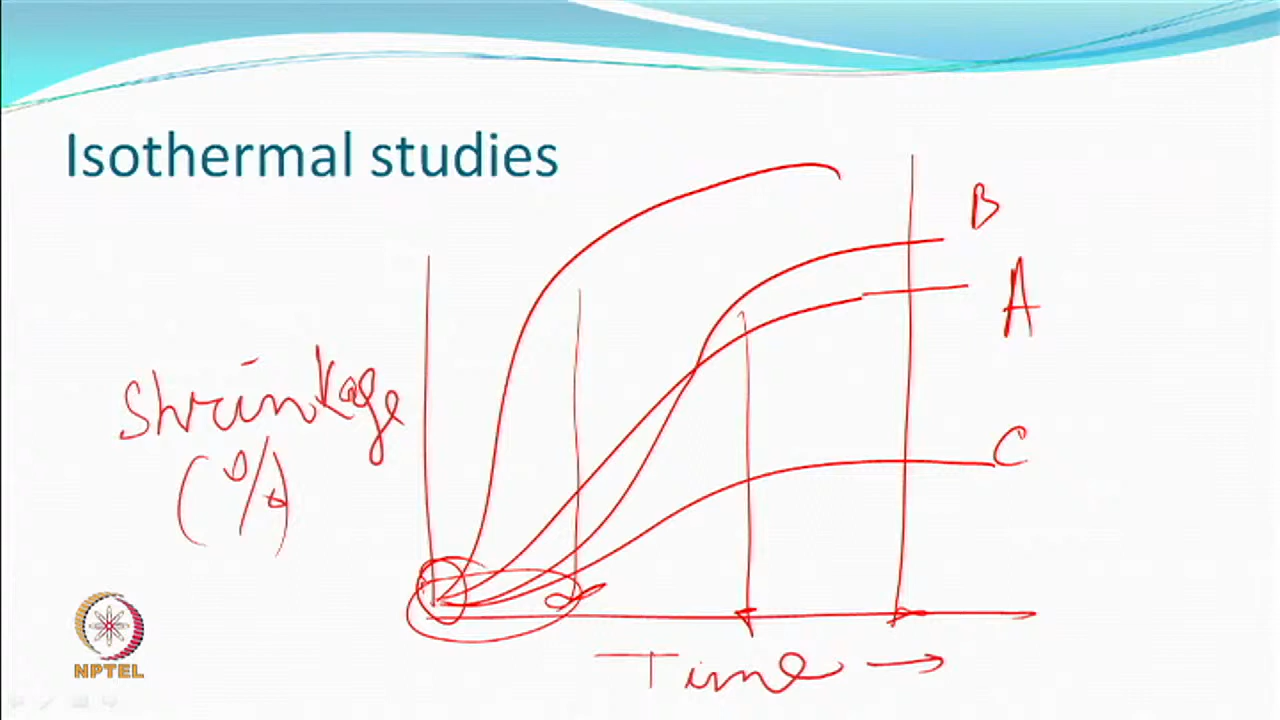 Isothermal studies
B
A
Shrinkage
(%)
C
Time →
NPTEL